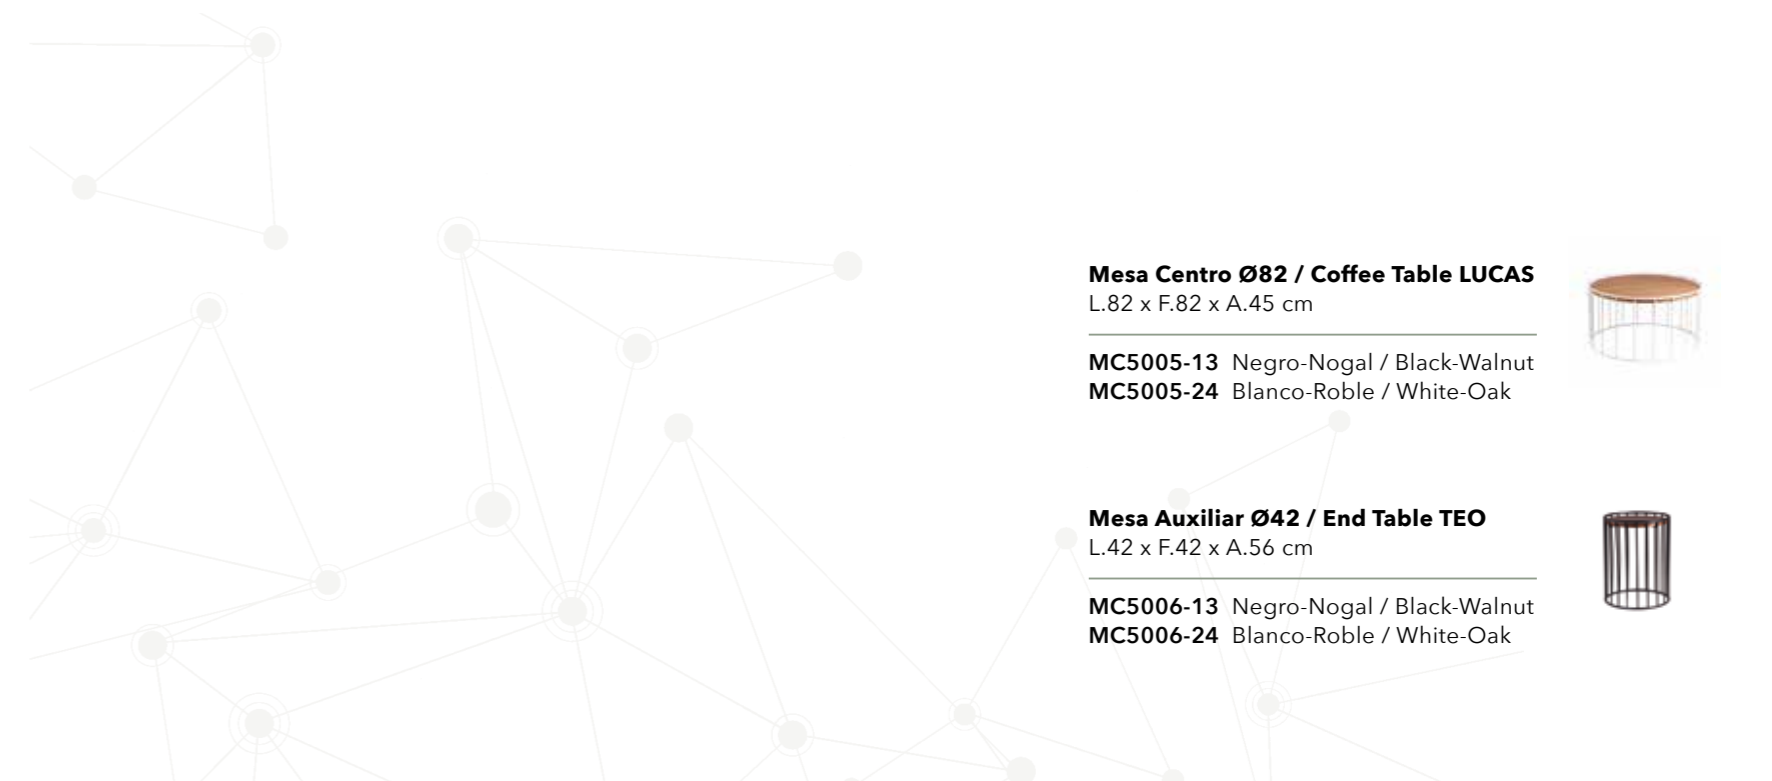 Mesa Centro Ø82 / Coffee Table LUCAS
L.82 x F.82 x A.45 cm
MC5005-13 Negro-Nogal / Black-Walnut
MC5005-24 Blanco-Roble / White-Oak
Mesa Auxiliar Ø42 / End Table TEO
L.42 x F.42 x A.56 cm
MC5006-13 Negro-Nogal / Black-Walnut
MC5006-24 Blanco-Roble / White-Oak